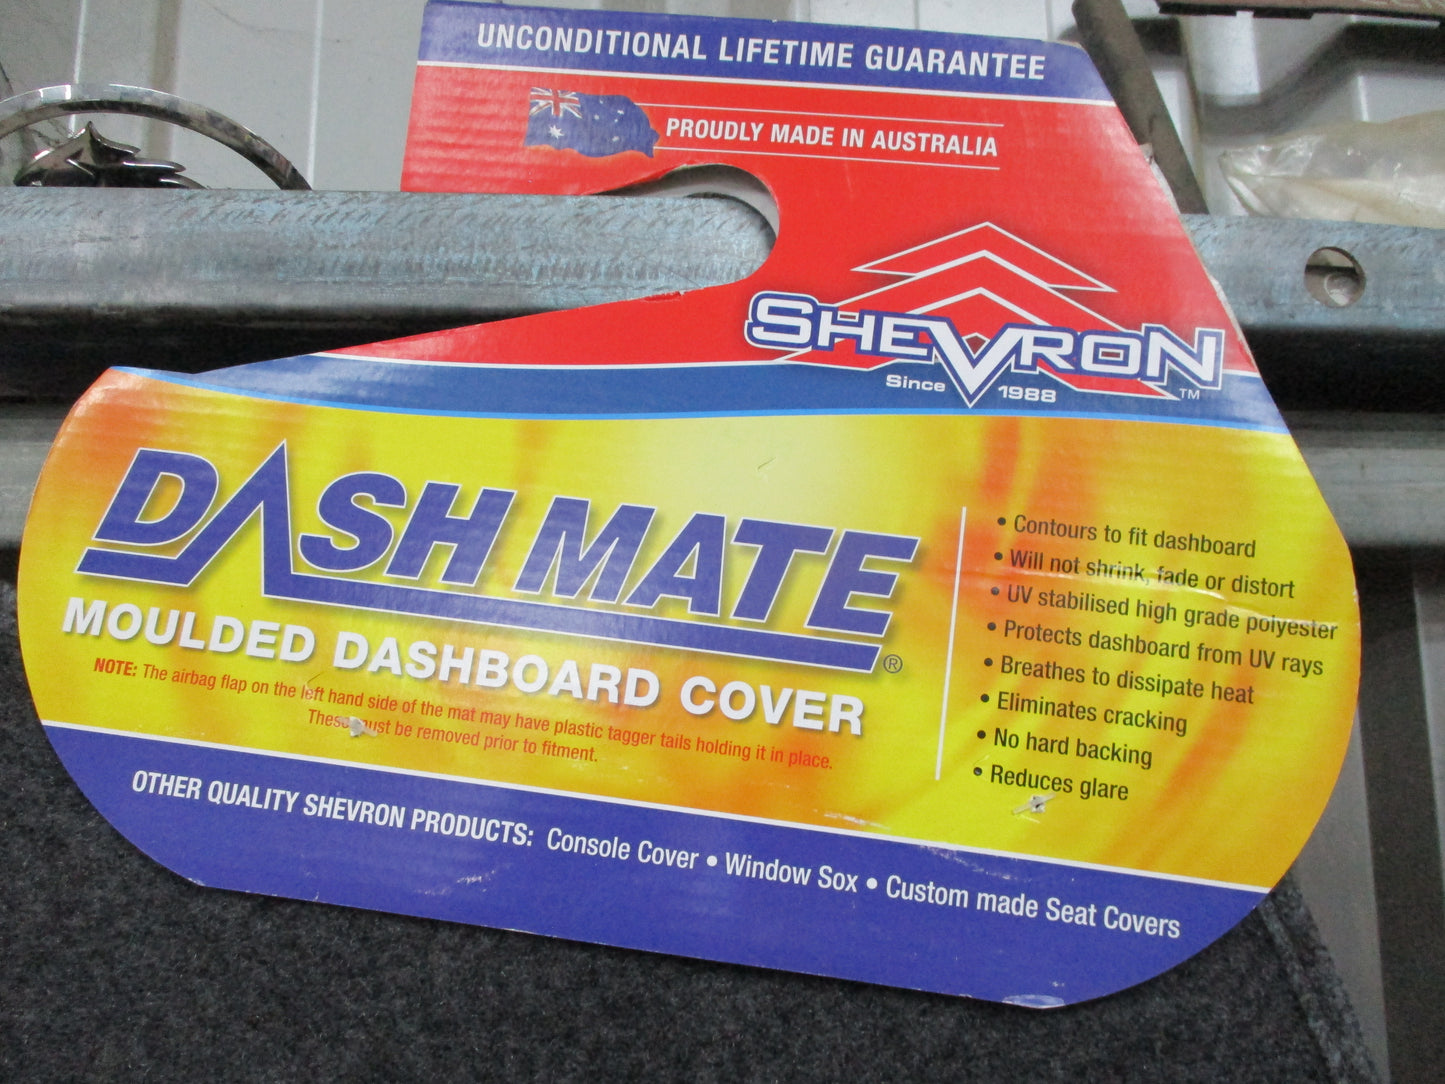 UNCONDITIONAL LIFETIME GUARANTEE
PROUDLY MADE IN AUSTRALIA
SHEVRON
Since 1988
TM
DASH MATE®
MOULDED DASHBOARD COVER
NOTE: The airbag flap on the left hand side of the mat may have plastic tagger tails holding it in place.
These must be removed prior to fitment.
• Contours to fit dashboard
• Will not shrink, fade or distort
• UV stabilised high grade polyester
• Protects dashboard from UV rays
• Breathes to dissipate heat
• Eliminates cracking
• No hard backing
• Reduces glare
OTHER QUALITY SHEVRON PRODUCTS: Console Cover • Window Sox • Custom made Seat Covers